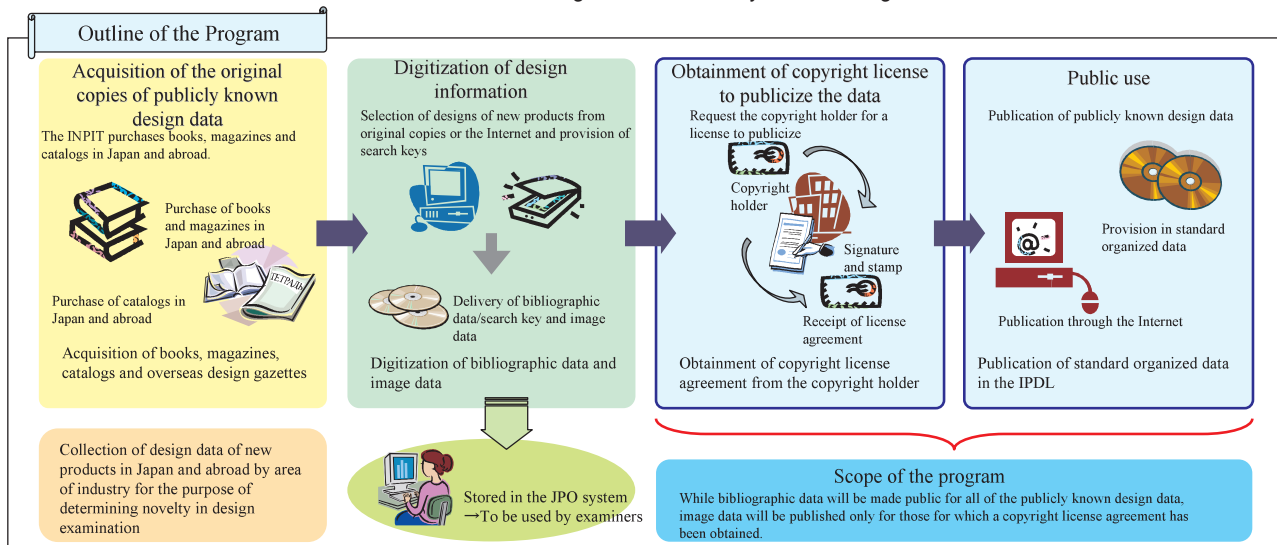 Outline of the Program
Acquisition of the original
copies of publicly known
design data
The INPIT purchases books, magazines and
catalogs in Japan and abroad.
Purchase of books
and magazines in
Japan and abroad
ТЕТРАДЬ
Purchase of catalogs in
Japan and abroad
Acquisition of books, magazines,
catalogs and overseas design gazettes
Collection of design data of new
products in Japan and abroad by area
of industry for the purpose of
determining novelty in design
examination
Digitization of design
information
Selection of designs of new products from
original copies or the Internet and provision of
search keys
Delivery of bibliographic
data/search key and image
data
Digitization of bibliographic data and
image data
Stored in the JPO system
→To be used by examiners
Obtainment of copyright license
to publicize the data
Request the copyright holder for a
license to publicize
Copyright
holder
Signature
and stamp
Receipt of license
agreement
Obtainment of copyright license
agreement from the copyright holder
Public use
Publication of publicly known design data
Provision in standard
organized data
@
Publication through the Internet
Publication of standard organized data
in the IPDL
Scope of the program
While bibliographic data will be made public for all of the publicly known design data,
image data will be published only for those for which a copyright license agreement has
been obtained.